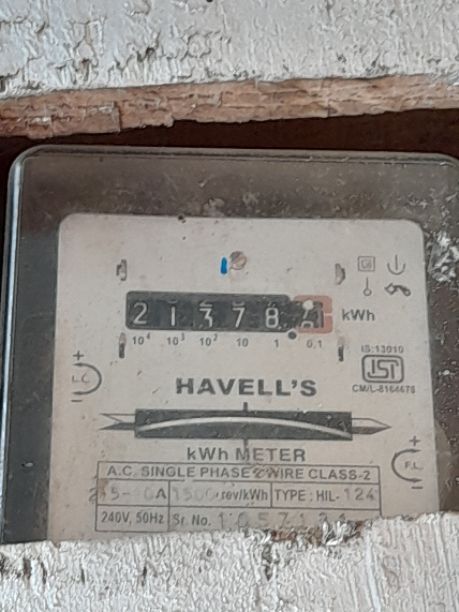 2 1 3 7 8
kWh
10⁴ 10³ 10² 10 1 0.1
IS:13010
ISI
CM/L-8164676
HAVELL'S
kWh METER
F.L
A.C. SINGLE PHASE 2 WIRE CLASS-2
rev/kWh TYPE: HIL-124
240V, 50Hz Sr. No.